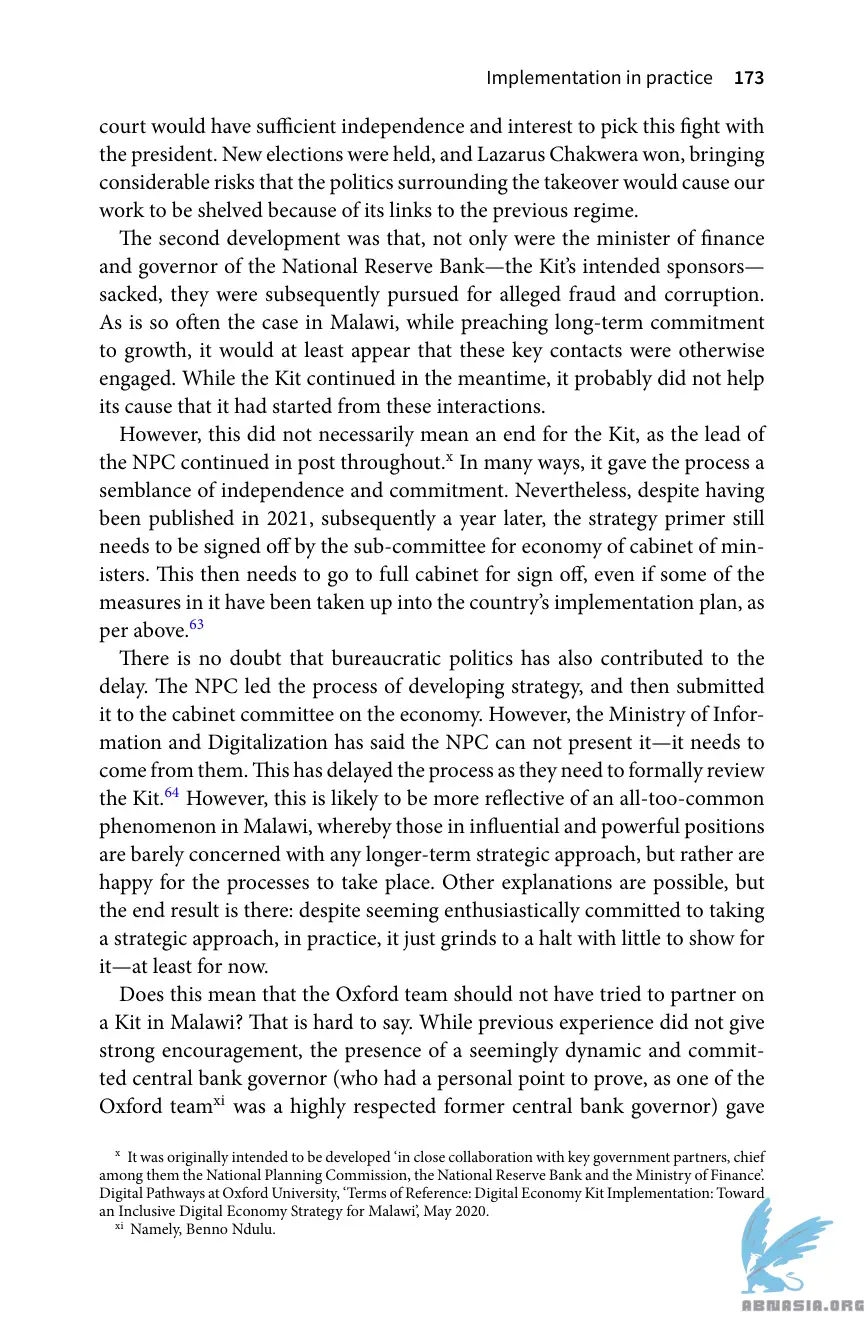 Implementation in practice 173
court would have sufficient independence and interest to pick this fight with
the president. New elections were held, and Lazarus Chakwera won, bringing
considerable risks that the politics surrounding the takeover would cause our
work to be shelved because of its links to the previous regime.
The second development was that, not only were the minister of finance
and governor of the National Reserve Bank—the Kit’s intended sponsors—
sacked, they were subsequently pursued for alleged fraud and corruption.
As is so often the case in Malawi, while preaching long-term commitment
to growth, it would at least appear that these key contacts were otherwise
engaged. While the Kit continued in the meantime, it probably did not help
its cause that it had started from these interactions.
However, this did not necessarily mean an end for the Kit, as the lead of
the NPC continued in post throughout.x In many ways, it gave the process a
semblance of independence and commitment. Nevertheless, despite having
been published in 2021, subsequently a year later, the strategy primer still
needs to be signed off by the sub-committee for economy of cabinet of min-
isters. This then needs to go to full cabinet for sign off, even if some of the
measures in it have been taken up into the country’s implementation plan, as
per above.63
There is no doubt that bureaucratic politics has also contributed to the
delay. The NPC led the process of developing strategy, and then submitted
it to the cabinet committee on the economy. However, the Ministry of Infor-
mation and Digitalization has said the NPC can not present it—it needs to
come from them. This has delayed the process as they need to formally review
the Kit.64 However, this is likely to be more reflective of an all-too-common
phenomenon in Malawi, whereby those in influential and powerful positions
are barely concerned with any longer-term strategic approach, but rather are
happy for the processes to take place. Other explanations are possible, but
the end result is there: despite seeming enthusiastically committed to taking
a strategic approach, in practice, it just grinds to a halt with little to show for
it—at least for now.
Does this mean that the Oxford team should not have tried to partner on
a Kit in Malawi? That is hard to say. While previous experience did not give
strong encouragement, the presence of a seemingly dynamic and commit-
ted central bank governor (who had a personal point to prove, as one of the
Oxford teamxi was a highly respected former central bank governor) gave
x It was originally intended to be developed ‘in close collaboration with key government partners, chief
among them the National Planning Commission, the National Reserve Bank and the Ministry of Finance’.
Digital Pathways at Oxford University, ‘Terms of Reference: Digital Economy Kit Implementation: Toward
an Inclusive Digital Economy Strategy for Malawi’, May 2020.
xi Namely, Benno Ndulu.
ABNASIA.ORG